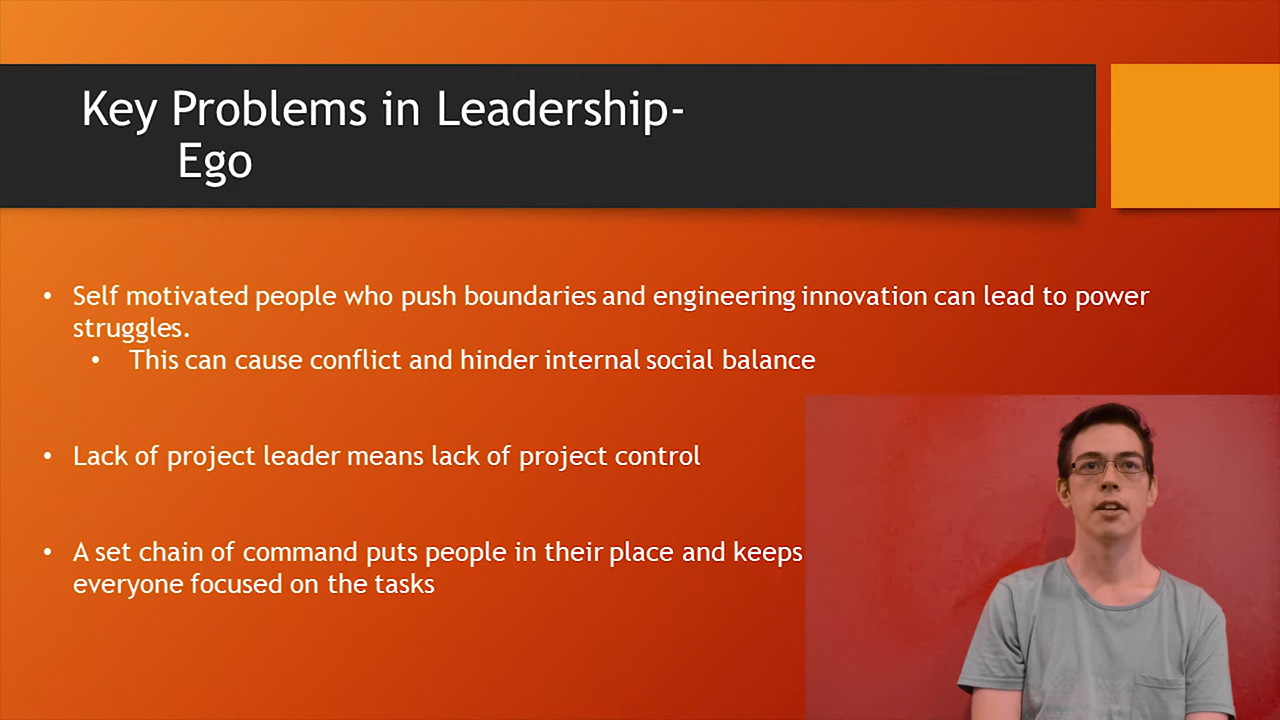 Key Problems in Leadership-
Ego
• Self motivated people who push boundaries and engineering innovation can lead to power
struggles.
• This can cause conflict and hinder internal social balance
• Lack of project leader means lack of project control
• A set chain of command puts people in their place and keeps
everyone focused on the tasks